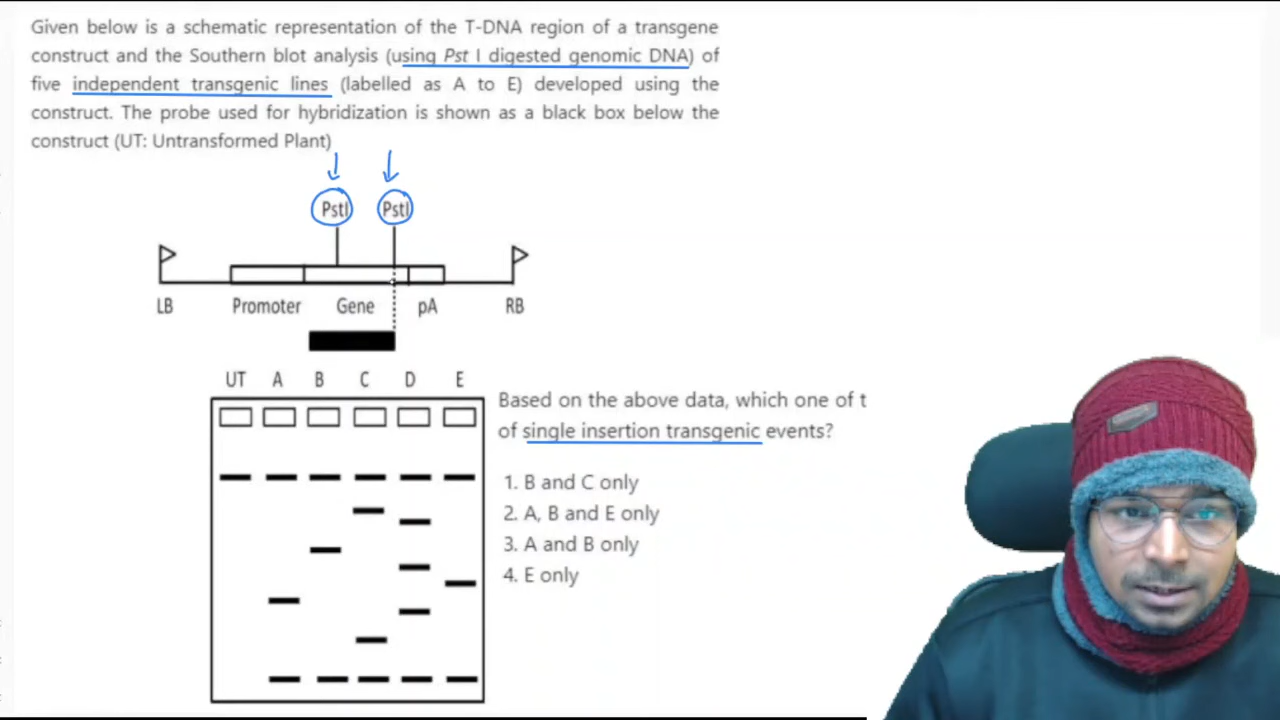 Given below is a schematic representation of the T-DNA region of a transgene
construct and the Southern blot analysis (using Pst I digested genomic DNA) of
five independent transgenic lines (labelled as A to E) developed using the
construct. The probe used for hybridization is shown as a black box below the
construct (UT: Untransformed Plant)
PstI PstI
LB Promoter Gene pA RB
UT A B C D E
Based on the above data, which one of t
of single insertion transgenic events?
1. B and C only
2. A, B and E only
3. A and B only
4. E only